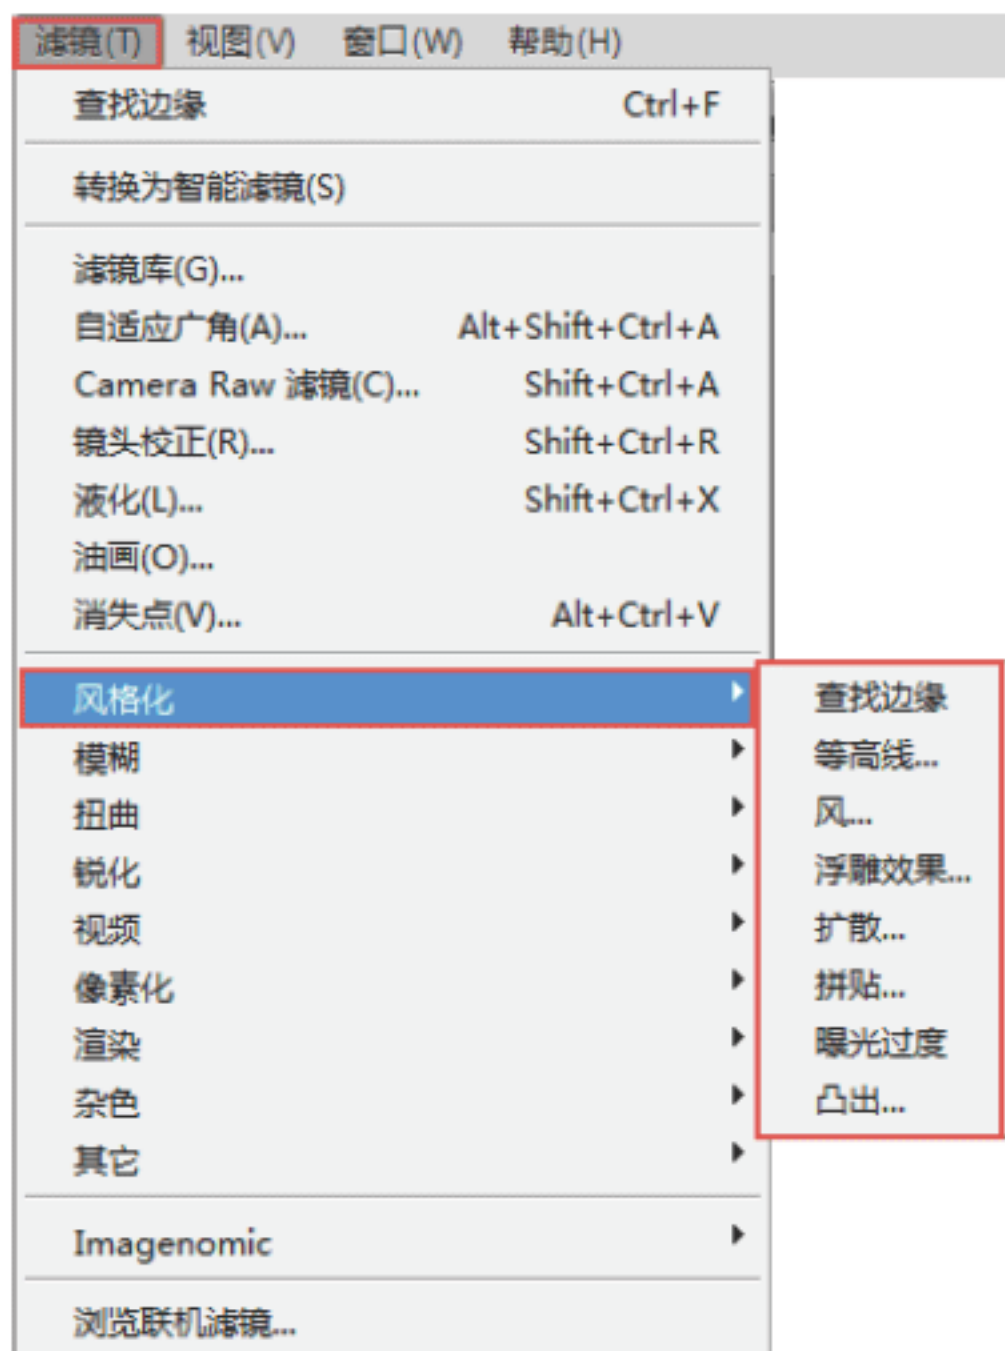 滤镜(T) 视图(V) 窗口(W) 帮助(H)
查找边缘 Ctrl+F
转换为智能滤镜(S)
滤镜库(G)...
自适应广角(A)... Alt+Shift+Ctrl+A
Camera Raw 滤镜(C)... Shift+Ctrl+A
镜头校正(R)... Shift+Ctrl+R
液化(L)... Shift+Ctrl+X
油画(O)...
消失点(V)... Alt+Ctrl+V
风格化
模糊
扭曲
锐化
视频
像素化
渲染
杂色
其它
Imagenomic
浏览联机滤镜...
查找边缘
等高线...
风...
浮雕效果...
扩散...
拼贴...
曝光过度
凸出...